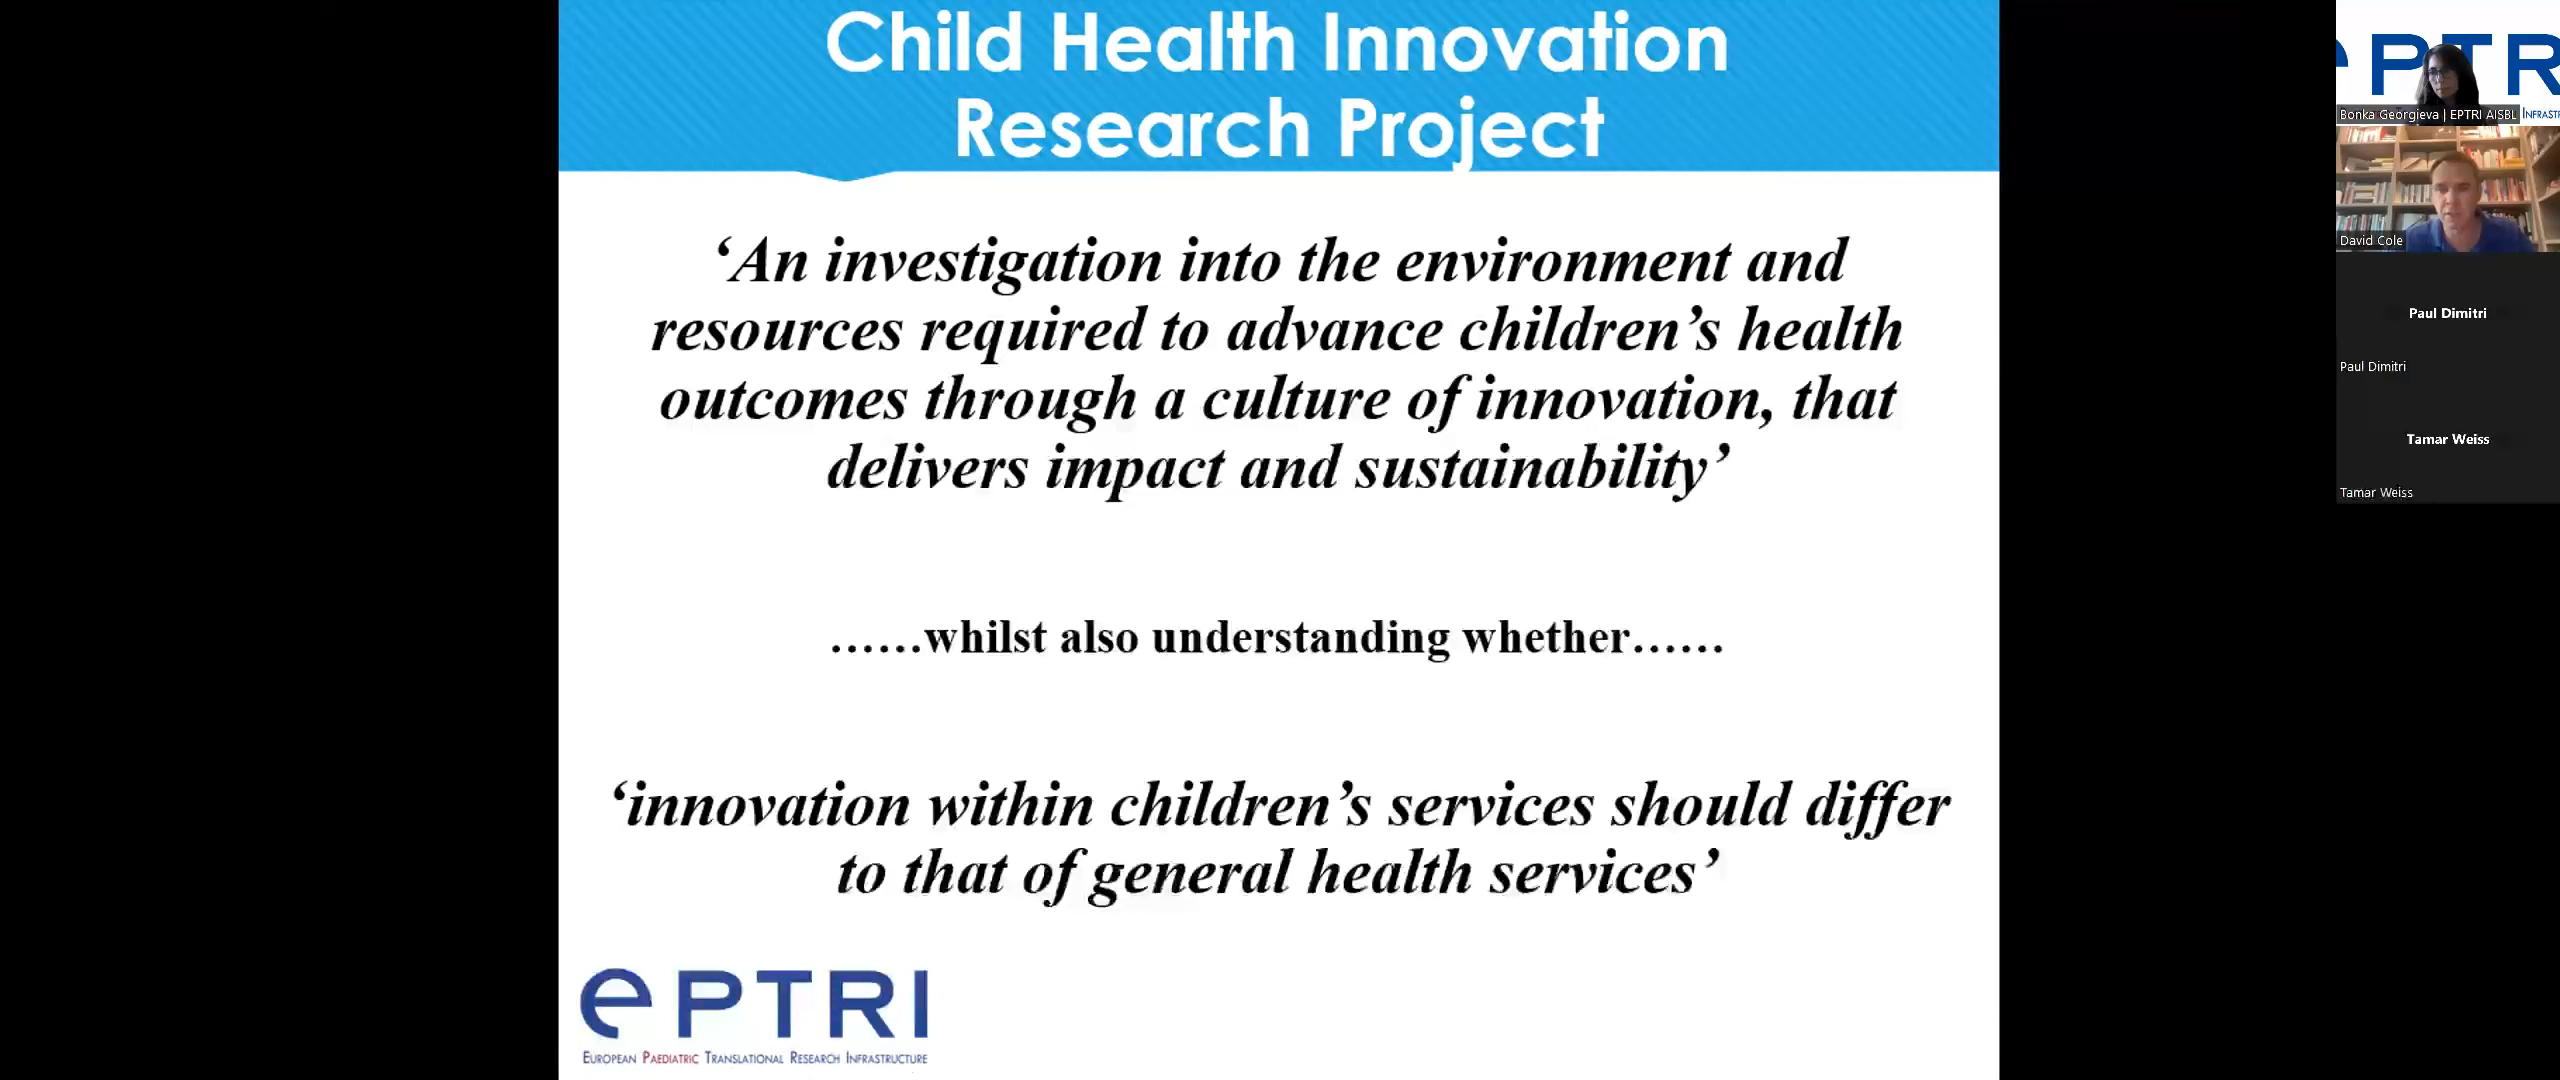 Child Health Innovation
Research Project
‘An investigation into the environment and
resources required to advance children’s health
outcomes through a culture of innovation, that
delivers impact and sustainability’
……whilst also understanding whether……
‘innovation within children’s services should differ
to that of general health services’
ePTRI
European Paediatric Translational Research Infrastructure
PTR
Bonka Georgieva | EPTRI AISBL
David Cole
Paul Dimitri
Paul Dimitri
Tamar Weiss
Tamar Weiss